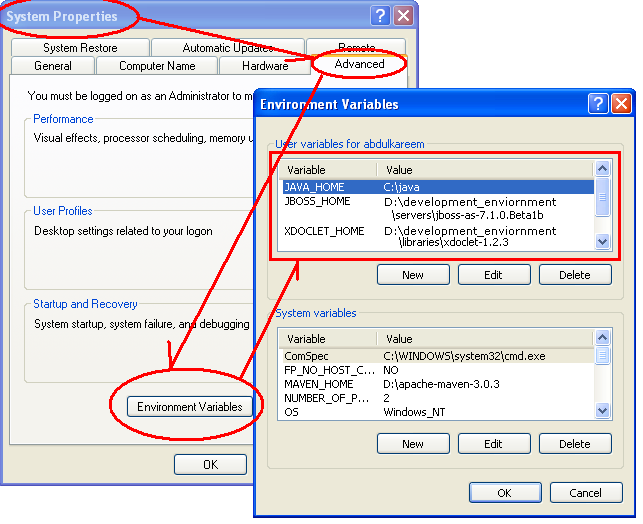 System Properties
System Restore
Automatic Updates
Remote
General
Computer Name
Hardware
Advanced
You must be logged on as an Administrator to m
Performance
Visual effects, processor scheduling, memory u
User Profiles
Desktop settings related to your logon
Startup and Recovery
System startup, system failure, and debugging
Environment Variables
OK
Environment Variables
User variables for abdulkareem
Variable Value
JAVA_HOME C:\java
JBOSS_HOME D:\development_enviornment
\servers\jboss-as-7.1.0.Beta1b
XDOCLET_HOME D:\development_enviornment
\libraries\xdoclet-1.2.3
New Edit Delete
System variables
Variable Value
ComSpec C:\WINDOWS\system32\cmd.exe
FP_NO_HOST_C... NO
MAVEN_HOME D:\apache-maven-3.0.3
NUMBER_OF_P... 2
OS Windows_NT
New Edit Delete
OK Cancel